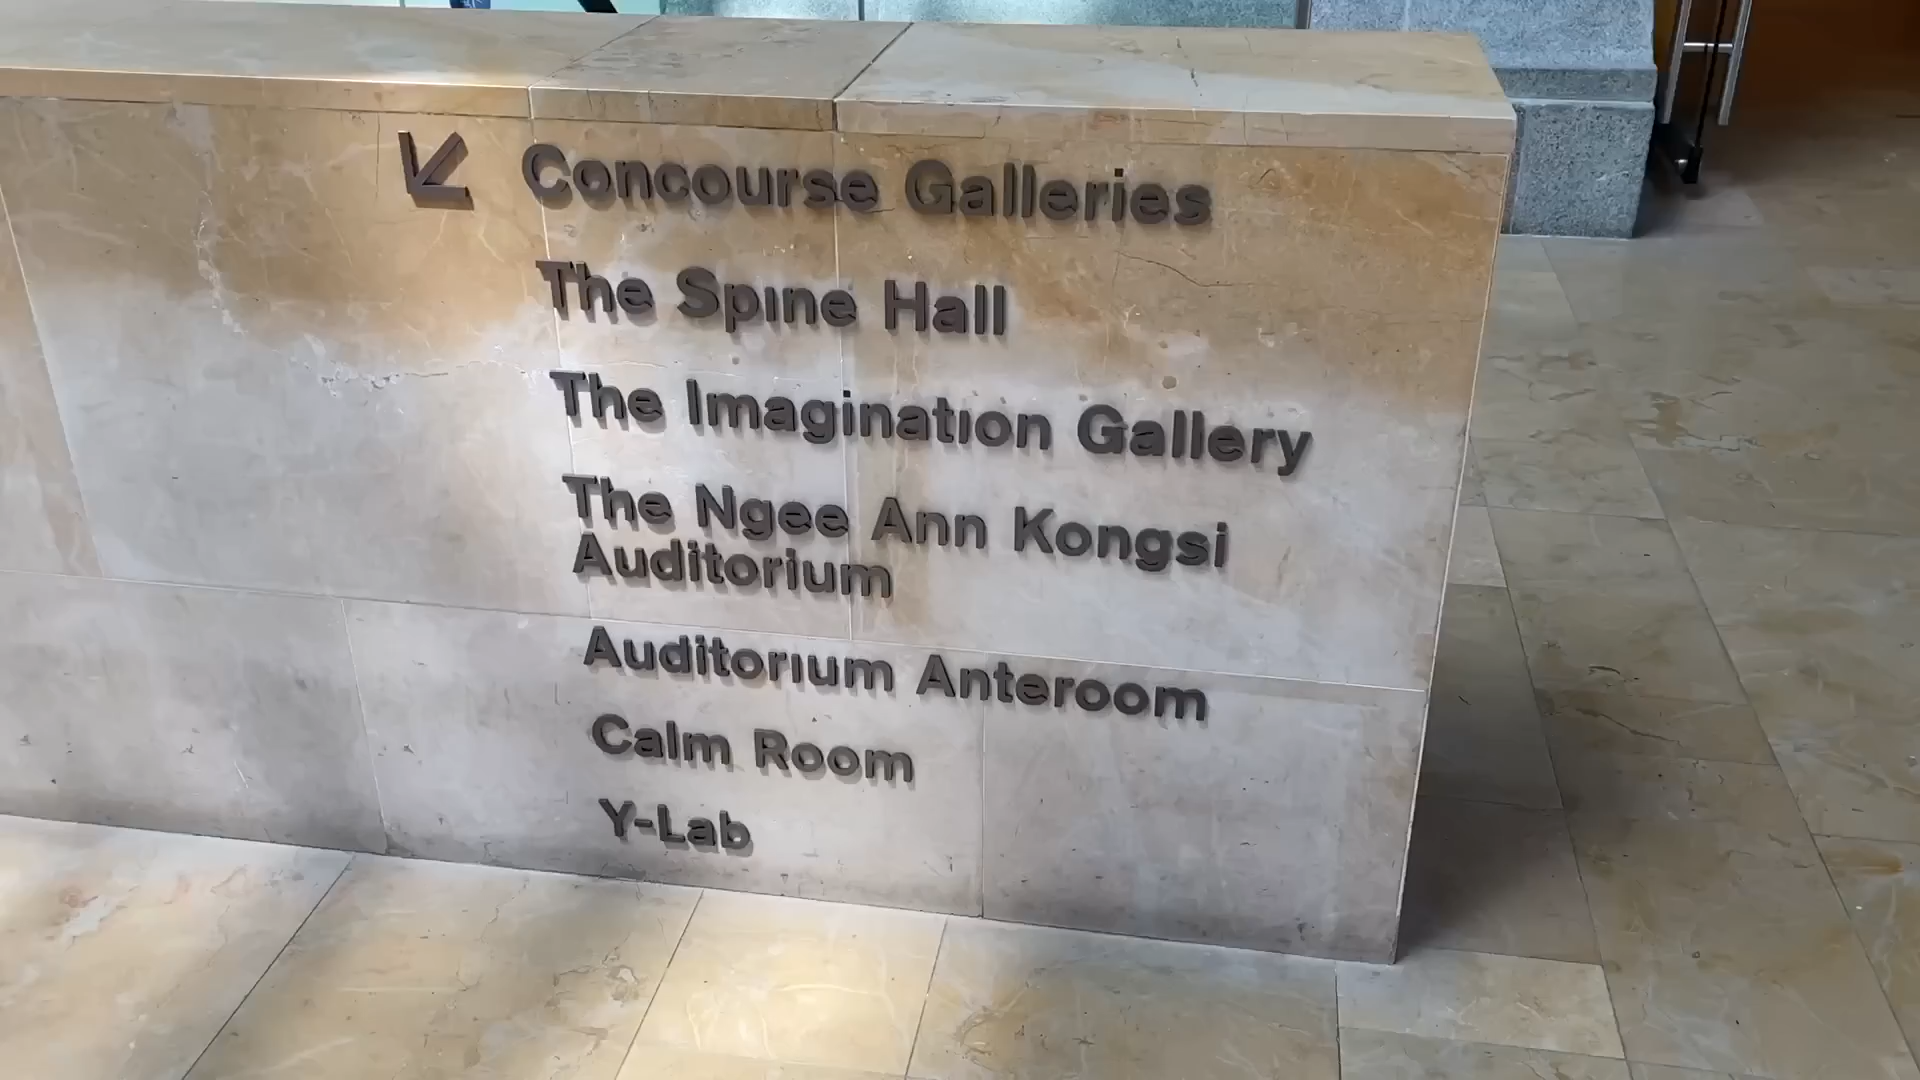 Concourse Galleries
The Spine Hall
The Imagination Gallery
The Ngee Ann Kongsi
Auditorium
Auditorium Anteroom
Calm Room
Y-Lab